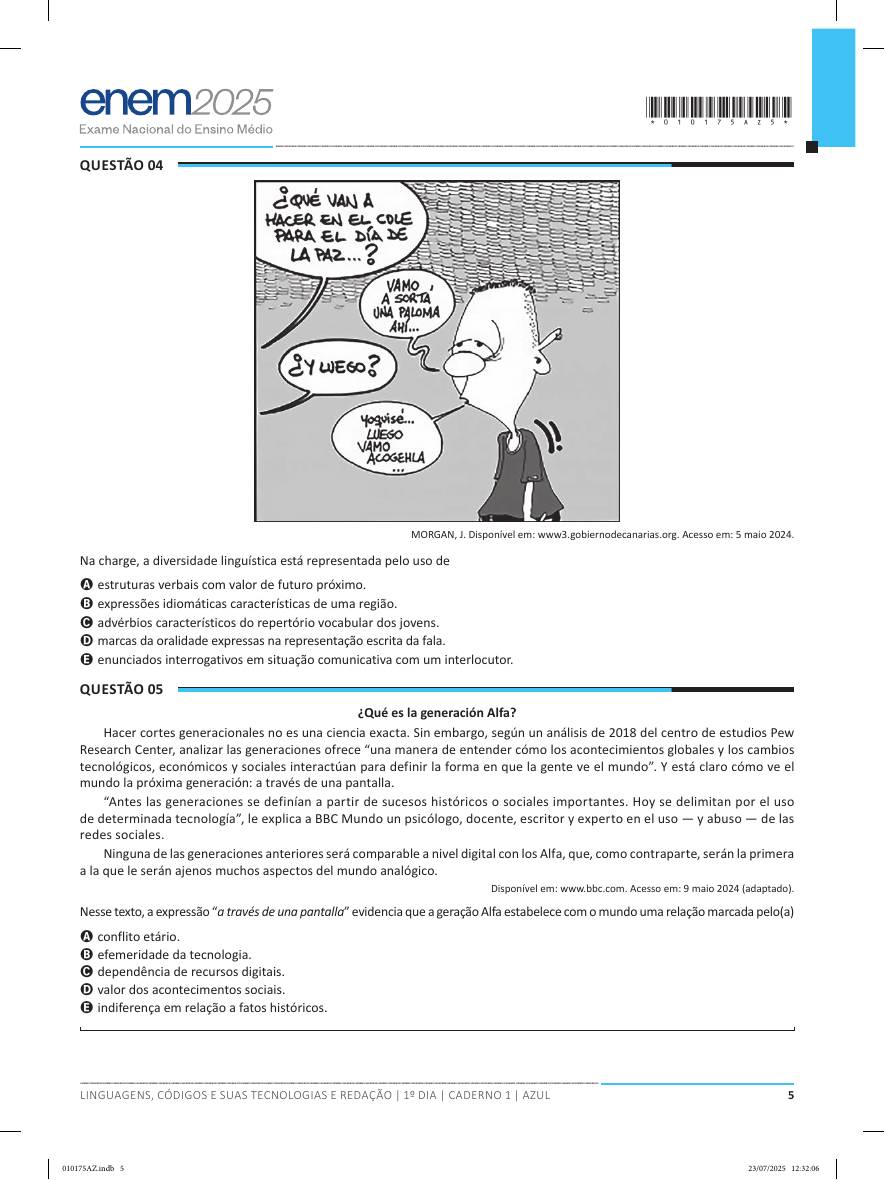 enem2025
Exame Nacional do Ensino Médio
*010175AZ5*
QUESTÃO 04
¿QUÉ VAN A
HACER EN EL COLE
PARA EL DÍA DE
LA PAZ...?
VAMO
A SORTÁ
UNA PALOMA
AHÍ...
¿Y LUEGO?
Yoquisé...
LUEGO
VAMO
ACOGEHLA
...
MORGAN, J. Disponível em: www3.gobiernodecanarias.org. Acesso em: 5 maio 2024.
Na charge, a diversidade linguística está representada pelo uso de
A estruturas verbais com valor de futuro próximo.
B expressões idiomáticas características de uma região.
C advérbios característicos do repertório vocabular dos jovens.
D marcas da oralidade expressas na representação escrita da fala.
E enunciados interrogativos em situação comunicativa com um interlocutor.
QUESTÃO 05
¿Qué es la generación Alfa?
Hacer cortes generacionales no es una ciencia exacta. Sin embargo, según un análisis de 2018 del centro de estudios Pew
Research Center, analizar las generaciones ofrece “una manera de entender cómo los acontecimientos globales y los cambios
tecnológicos, económicos y sociales interactúan para definir la forma en que la gente ve el mundo”. Y está claro cómo ve el
mundo la próxima generación: a través de una pantalla.
“Antes las generaciones se definían a partir de sucesos históricos o sociales importantes. Hoy se delimitan por el uso
de determinada tecnología”, le explica a BBC Mundo un psicólogo, docente, escritor y experto en el uso — y abuso — de las
redes sociales.
Ninguna de las generaciones anteriores será comparable a nivel digital con los Alfa, que, como contraparte, serán la primera
a la que le serán ajenos muchos aspectos del mundo analógico.
Disponível em: www.bbc.com. Acesso em: 9 maio 2024 (adaptado).
Nesse texto, a expressão “a través de una pantalla” evidencia que a geração Alfa estabelece com o mundo uma relação marcada pelo(a)
A conflito etário.
B efemeridade da tecnologia.
C dependência de recursos digitais.
D valor dos acontecimentos sociais.
E indiferença em relação a fatos históricos.
LINGUAGENS, CÓDIGOS E SUAS TECNOLOGIAS E REDAÇÃO | 1º DIA | CADERNO 1 | AZUL
5
010175AZ.indb 5
23/07/2025 12:32:06